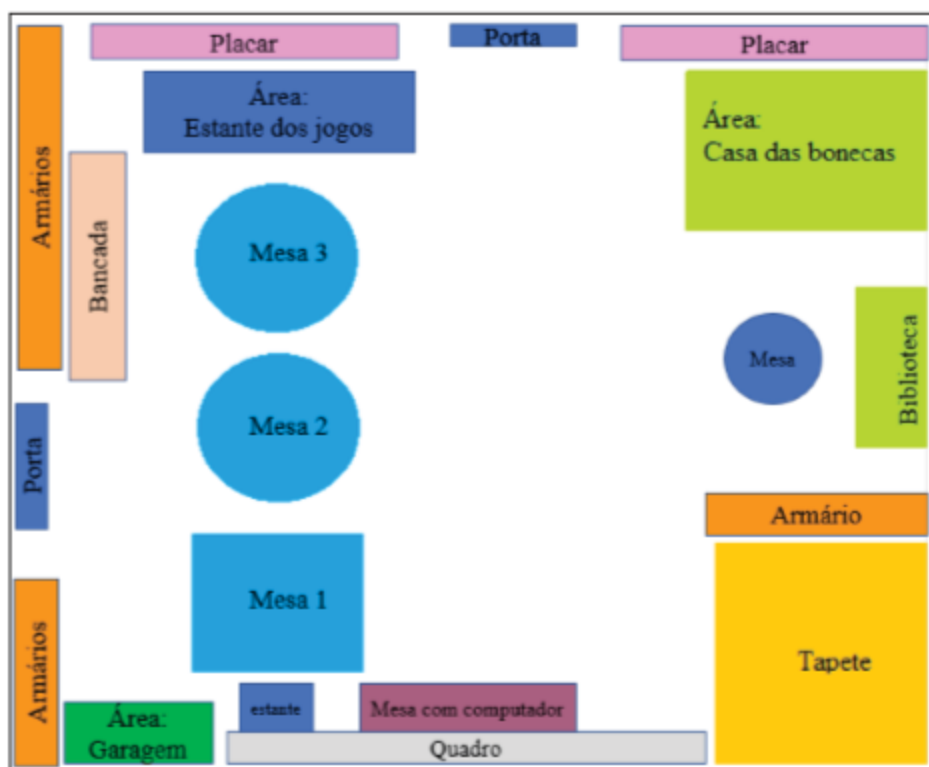 Placar
Porta
Placar
Armários
Área:
Estante dos jogos
Área:
Casa das bonecas
Bancada
Mesa 3
Mesa
Biblioteca
Mesa 2
Porta
Armário
Mesa 1
Tapete
Armários
estante
Mesa com computador
Área:
Garagem
Quadro